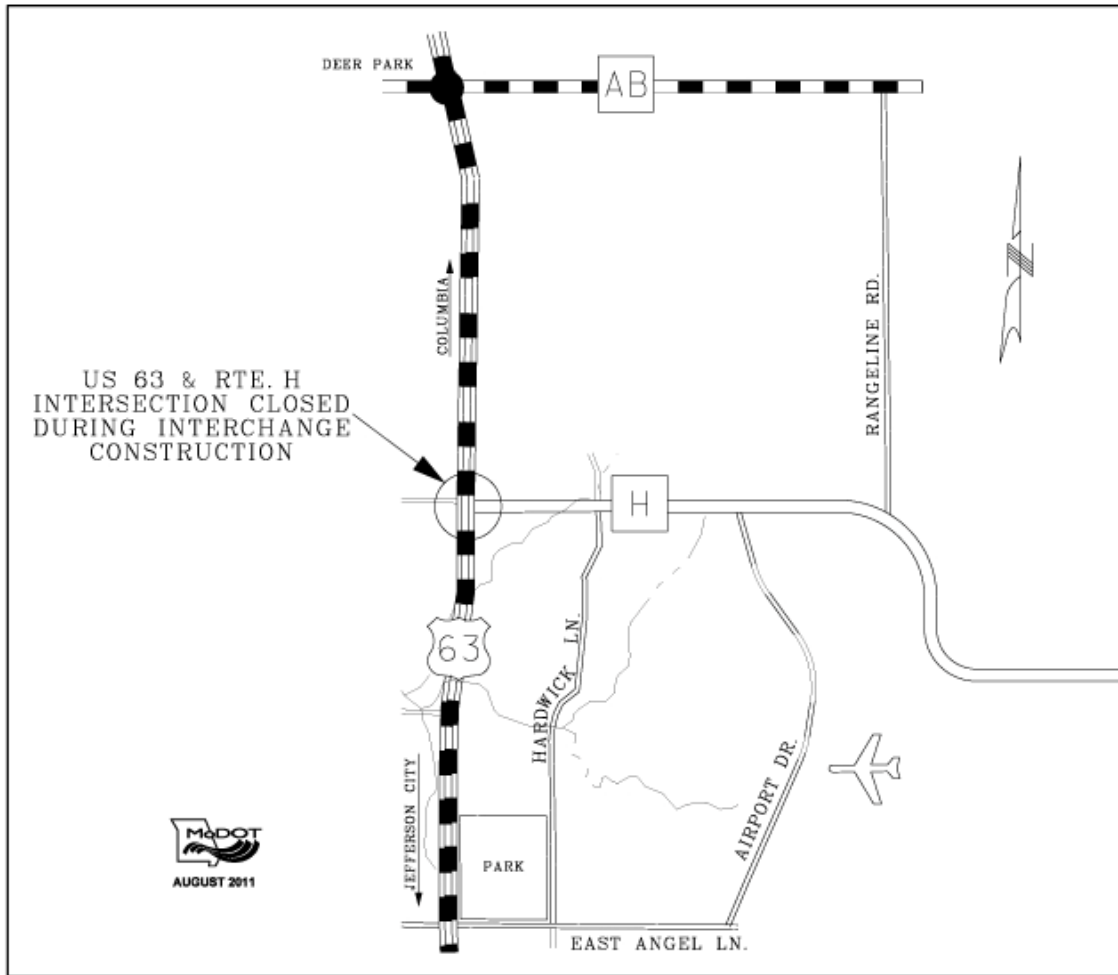 DEER PARK
AB
COLUMBIA
RANGELINE RD.
N
US 63 & RTE. H
INTERSECTION CLOSED
DURING INTERCHANGE
CONSTRUCTION
H
63
HARDWICK LN.
AIRPORT DR.
JEFFERSON CITY
PARK
MoDOT
AUGUST 2011
EAST ANGEL LN.